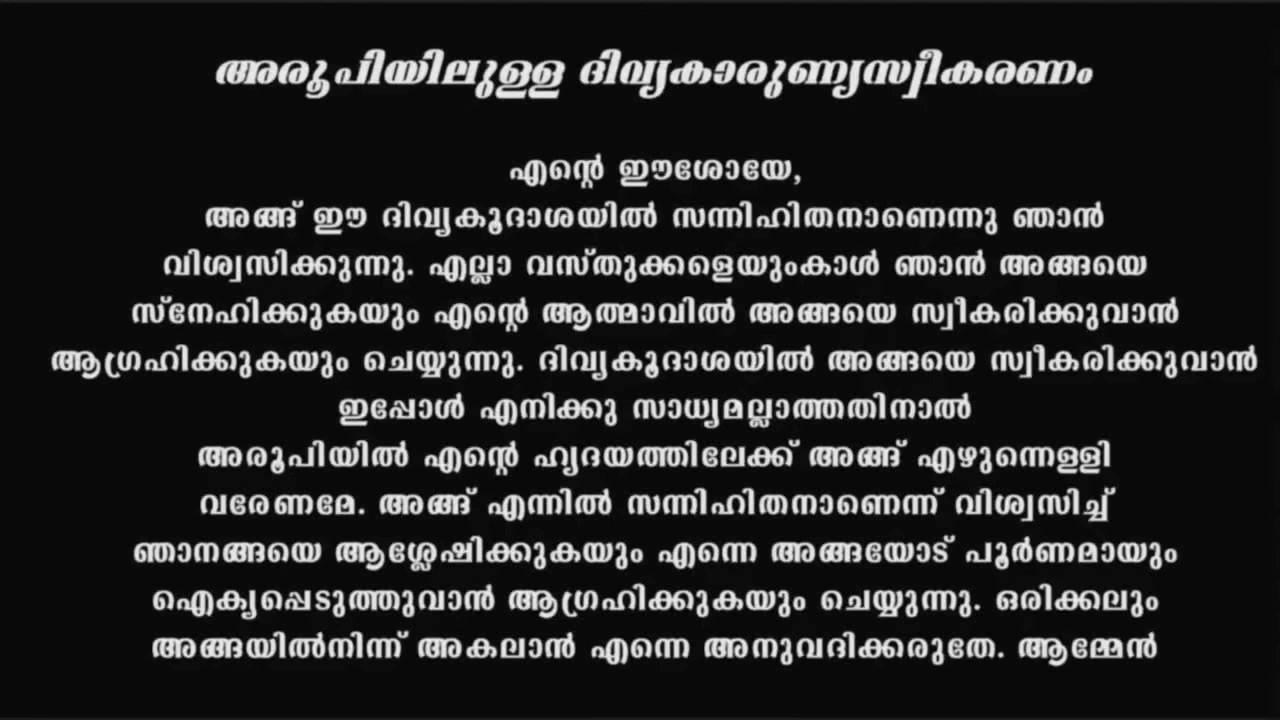 അരൂപിയിലുള്ള ദിവ്യകാരുണ്യസ്വീകരണം
എന്റെ ഈശോയേ,
അങ്ങ് ഈ ദിവ്യകൂദാശയിൽ സന്നിഹിതനാണെന്നു ഞാൻ
വിശ്വസിക്കുന്നു. എല്ലാ വസ്തുക്കളെയുംകാൾ ഞാൻ അങ്ങയെ
സ്നേഹിക്കുകയും എന്റെ ആത്മാവിൽ അങ്ങയെ സ്വീകരിക്കുവാൻ
ആഗ്രഹിക്കുകയും ചെയ്യുന്നു. ദിവ്യകൂദാശയിൽ അങ്ങയെ സ്വീകരിക്കുവാൻ
ഇപ്പോൾ എനിക്കു സാധ്യമല്ലാത്തതിനാൽ
അരൂപിയിൽ എന്റെ ഹൃദയത്തിലേക്ക് അങ്ങ് എഴുന്നെള്ളി
വരേണമേ. അങ്ങ് എന്നിൽ സന്നിഹിതനാണെന്ന് വിശ്വസിച്ച്
ഞാനങ്ങയെ ആശ്ലേഷിക്കുകയും എന്നെ അങ്ങയോട് പൂർണമായും
ഐക്യപ്പെടുത്തുവാൻ ആഗ്രഹിക്കുകയും ചെയ്യുന്നു. ഒരിക്കലും
അങ്ങയിൽനിന്ന് അകലാൻ എന്നെ അനുവദിക്കരുതേ. ആമ്മേൻ